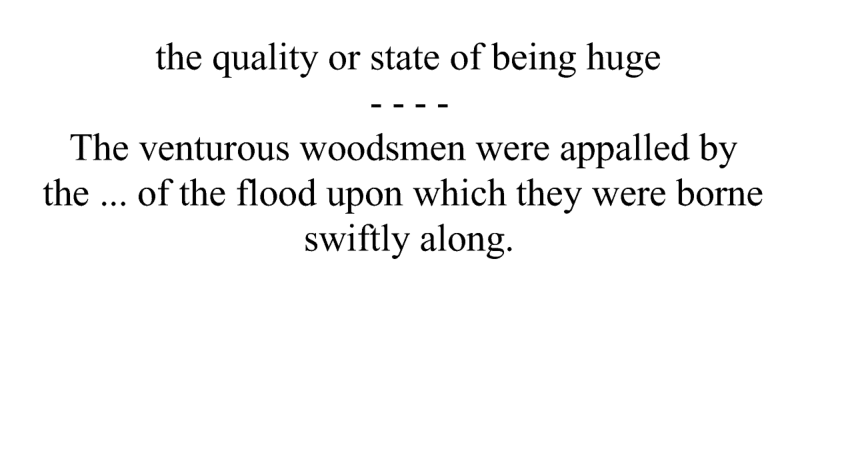 the quality or state of being huge
- - - -
The venturous woodsmen were appalled by
the ... of the flood upon which they were borne
swiftly along.